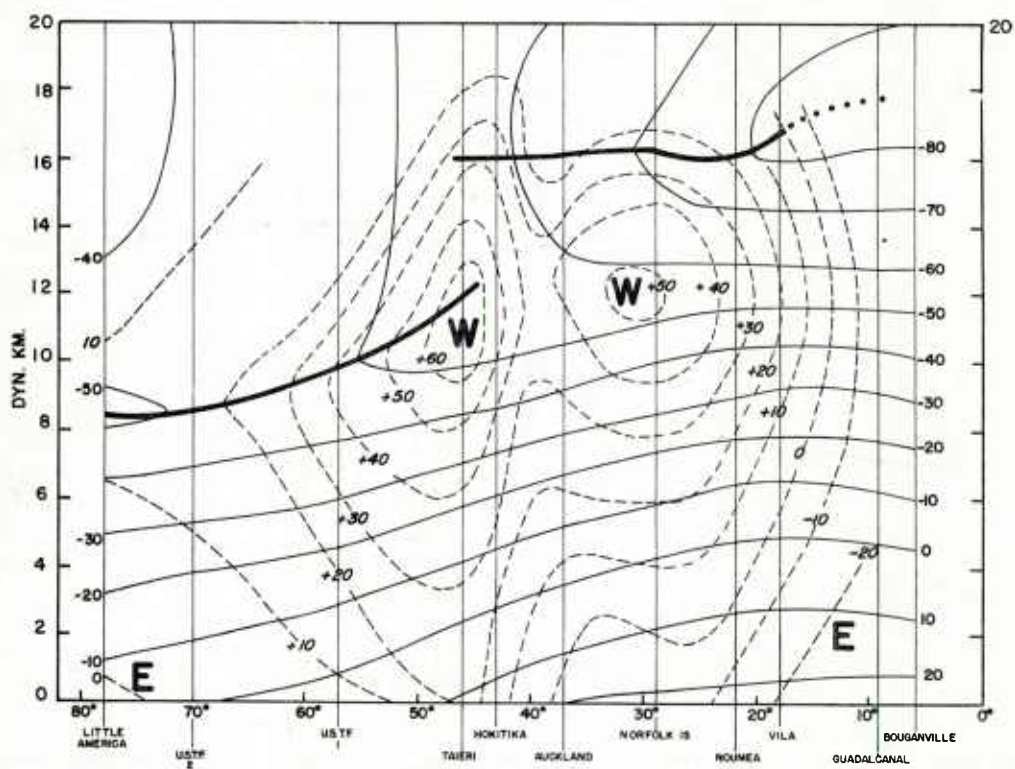 20 20
18
16 -80
-70
14
-40 -60
12 W +50 +40 -50
W +30
10 10 +60 -40
DYN. KM.
-50 +50 +20 -30
8 +10
+40 0 -20
6 +30 -10 -10
-30 -20 0
4 +20
-20
2 +10 E 10
-10
0 E 20
0
80° 70° 60° 50° 40° 30° 20° 10° 0°
LITTLE AMERICA U.S.T.F. 1 HOKITIKA NORFOLK IS VILA BOUGANVILLE
U.S.T.F. 2 TAIERI AUCKLAND NOUMEA GUADALCANAL